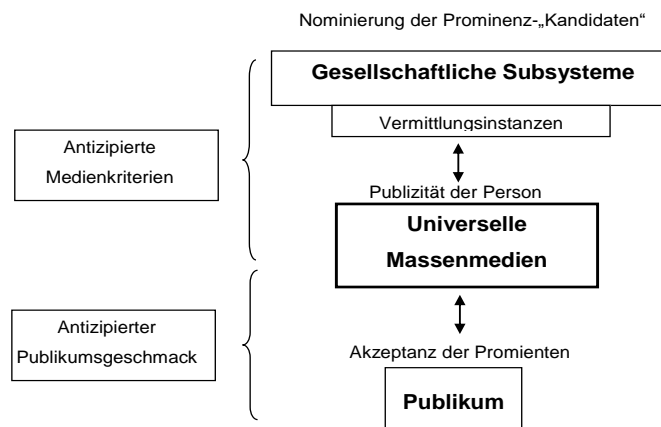 Nominierung der Prominenz-„Kandidaten“
Gesellschaftliche Subsysteme
Vermittlungsinstanzen
Antizipierte
Medienkriterien
Publizität der Person
Universelle
Massenmedien
Antizipierter
Publikumsgeschmack
Akzeptanz der Promienten
Publikum